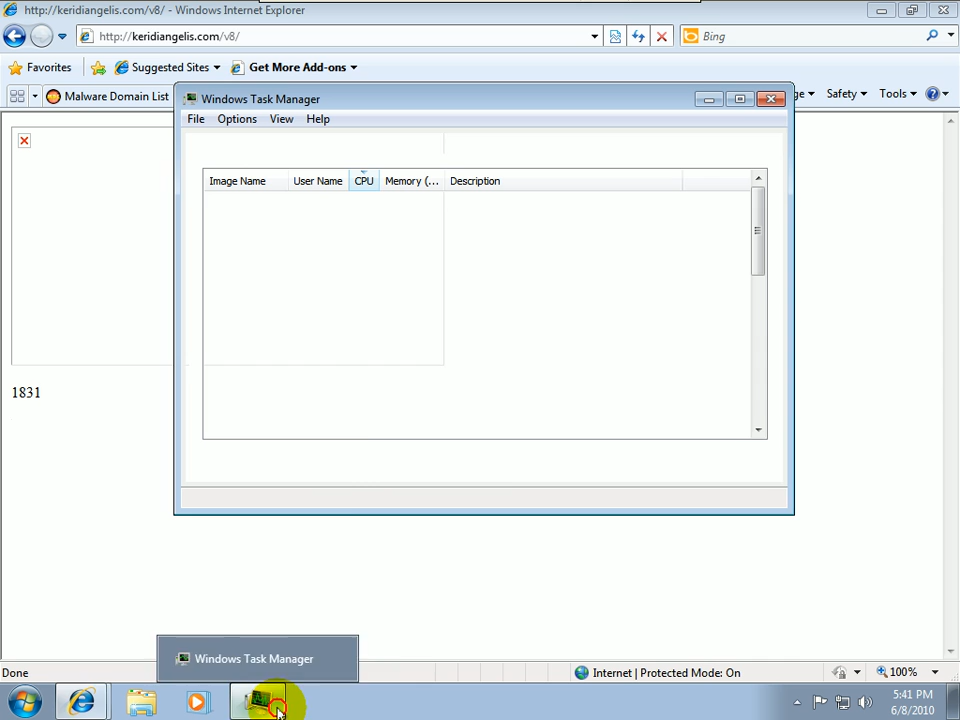 http://keridiangelis.com/v8/ - Windows Internet Explorer
http://keridiangelis.com/v8/
Bing
Favorites
Suggested Sites
Get More Add-ons
Malware Domain List
ge
Safety
Tools
Windows Task Manager
File
Options
View
Help
Image Name
User Name
CPU
Memory (...
Description
1831
Windows Task Manager
Done
Internet | Protected Mode: On
100%
5:41 PM
6/8/2010